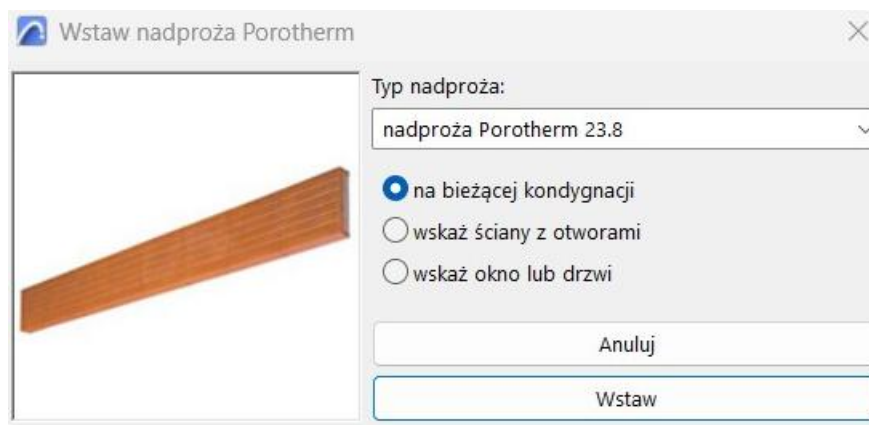 Wstaw nadproża Porotherm
Typ nadproża:
nadproża Porotherm 23.8
na bieżącej kondygnacji
wskaż ściany z otworami
wskaż okno lub drzwi
Anuluj
Wstaw